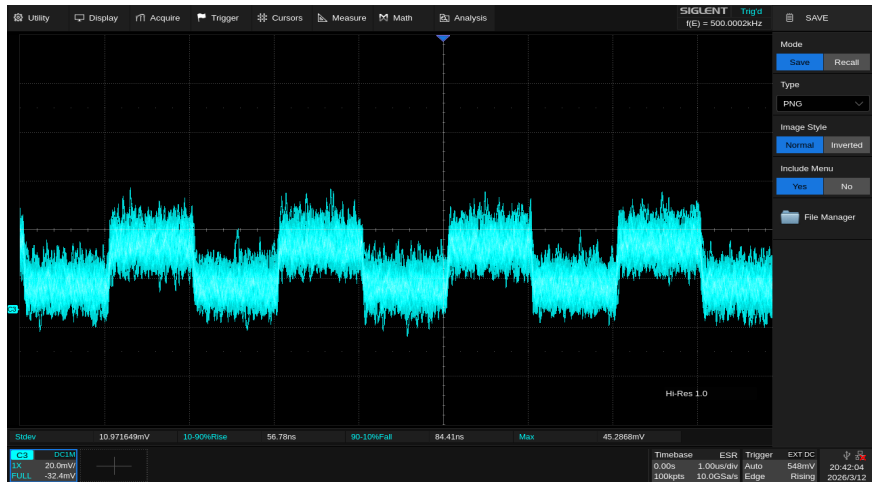 Utility Display Acquire Trigger Cursors Measure Math Analysis
SIGLENT Trig'd
f(E) = 500.0002kHz
SAVE
Mode
Save Recall
Type
PNG
Image Style
Normal Inverted
Include Menu
Yes No
File Manager
C3
Hi-Res 1.0
Stdev 10.971649mV 10-90%Rise 56.78ns 90-10%Fall 84.41ns Max 45.2868mV
C3 DC1M
1X 20.0mV/
FULL -32.4mV
Timebase ESR
0.00s 1.00us/div
100kpts 10.0GSa/s
Trigger EXT DC
Auto 548mV
Edge Rising
20:42:04
2026/3/12